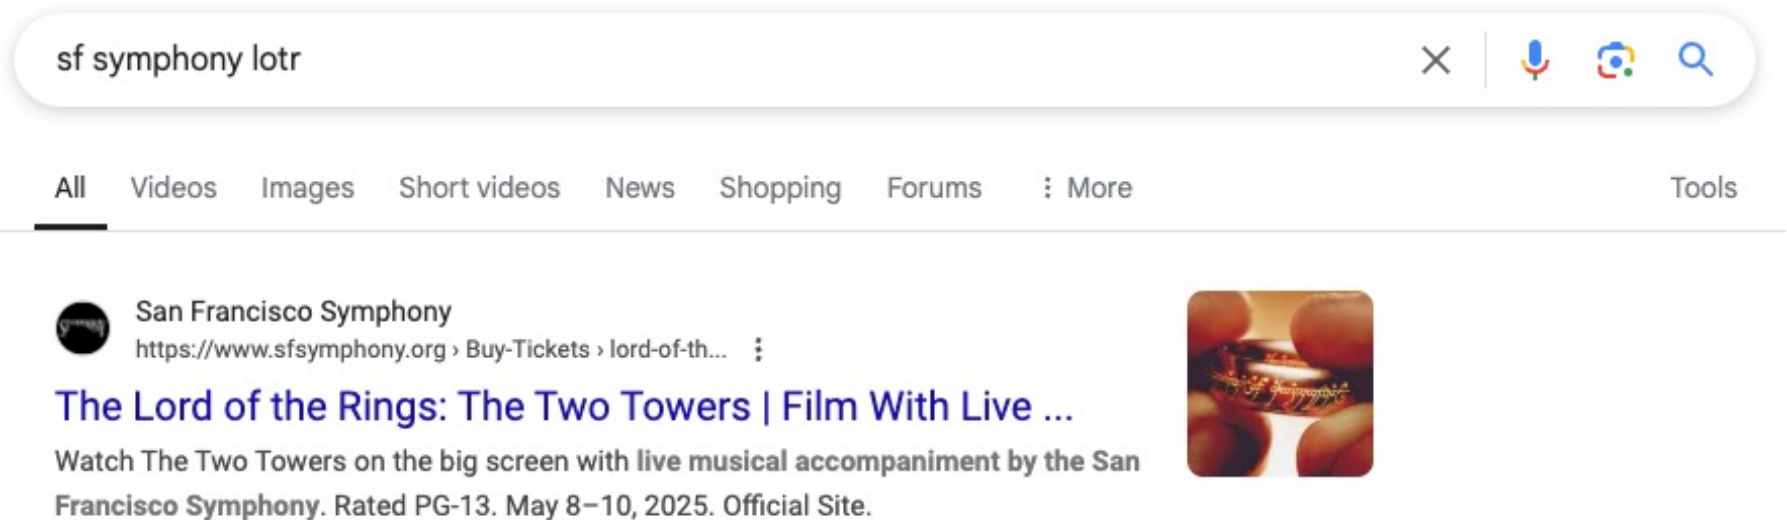 sf symphony lotr
All Videos Images Short videos News Shopping Forums More Tools
San Francisco Symphony
https://www.sfsymphony.org › Buy-Tickets › lord-of-th...
The Lord of the Rings: The Two Towers | Film With Live ...
Watch The Two Towers on the big screen with live musical accompaniment by the San
Francisco Symphony. Rated PG-13. May 8–10, 2025. Official Site.